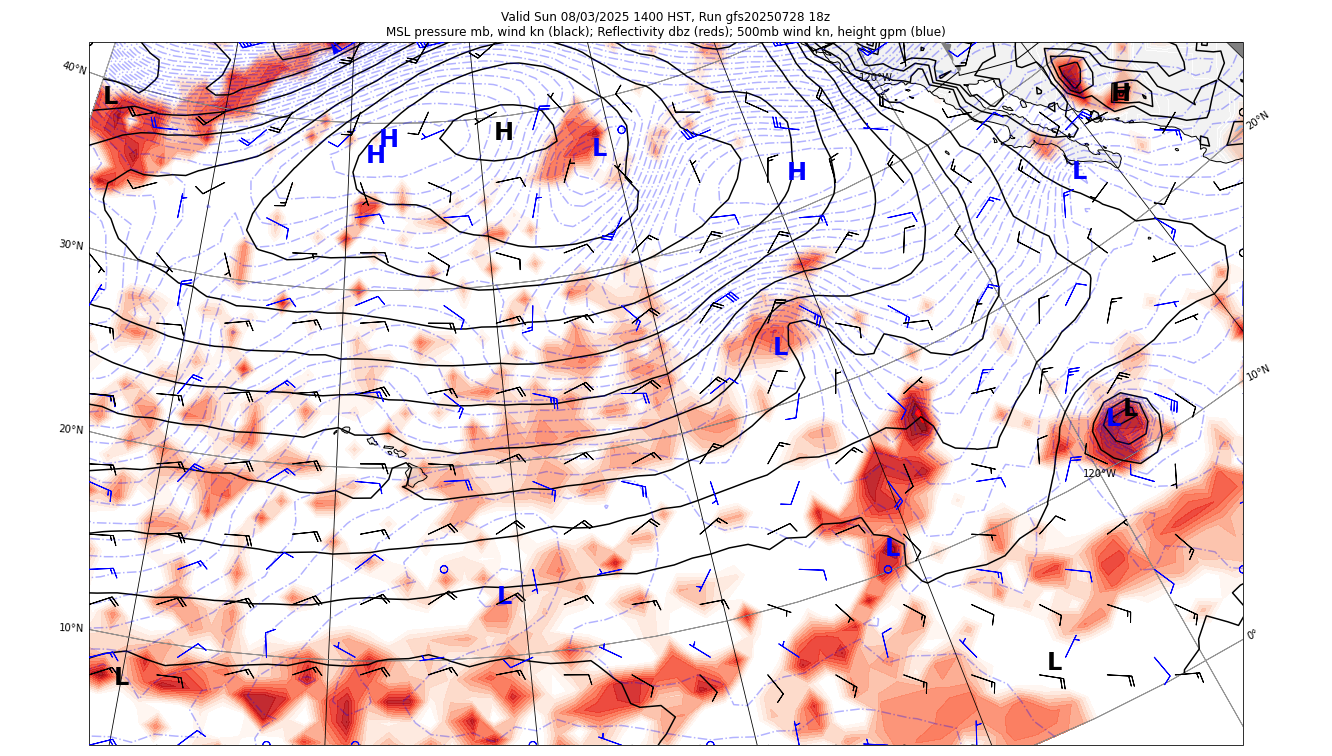 Valid Sun 08/03/2025 1400 HST, Run gfs20250728 18z
MSL pressure mb, wind kn (black); Reflectivity dbz (reds); 500mb wind kn, height gpm (blue)
40°N
120°W
L
H
20°N
H
H
H
L
H
L
30°N
L
10°N
L
L
20°N
120°W
L
L
10°N
0°
L
L